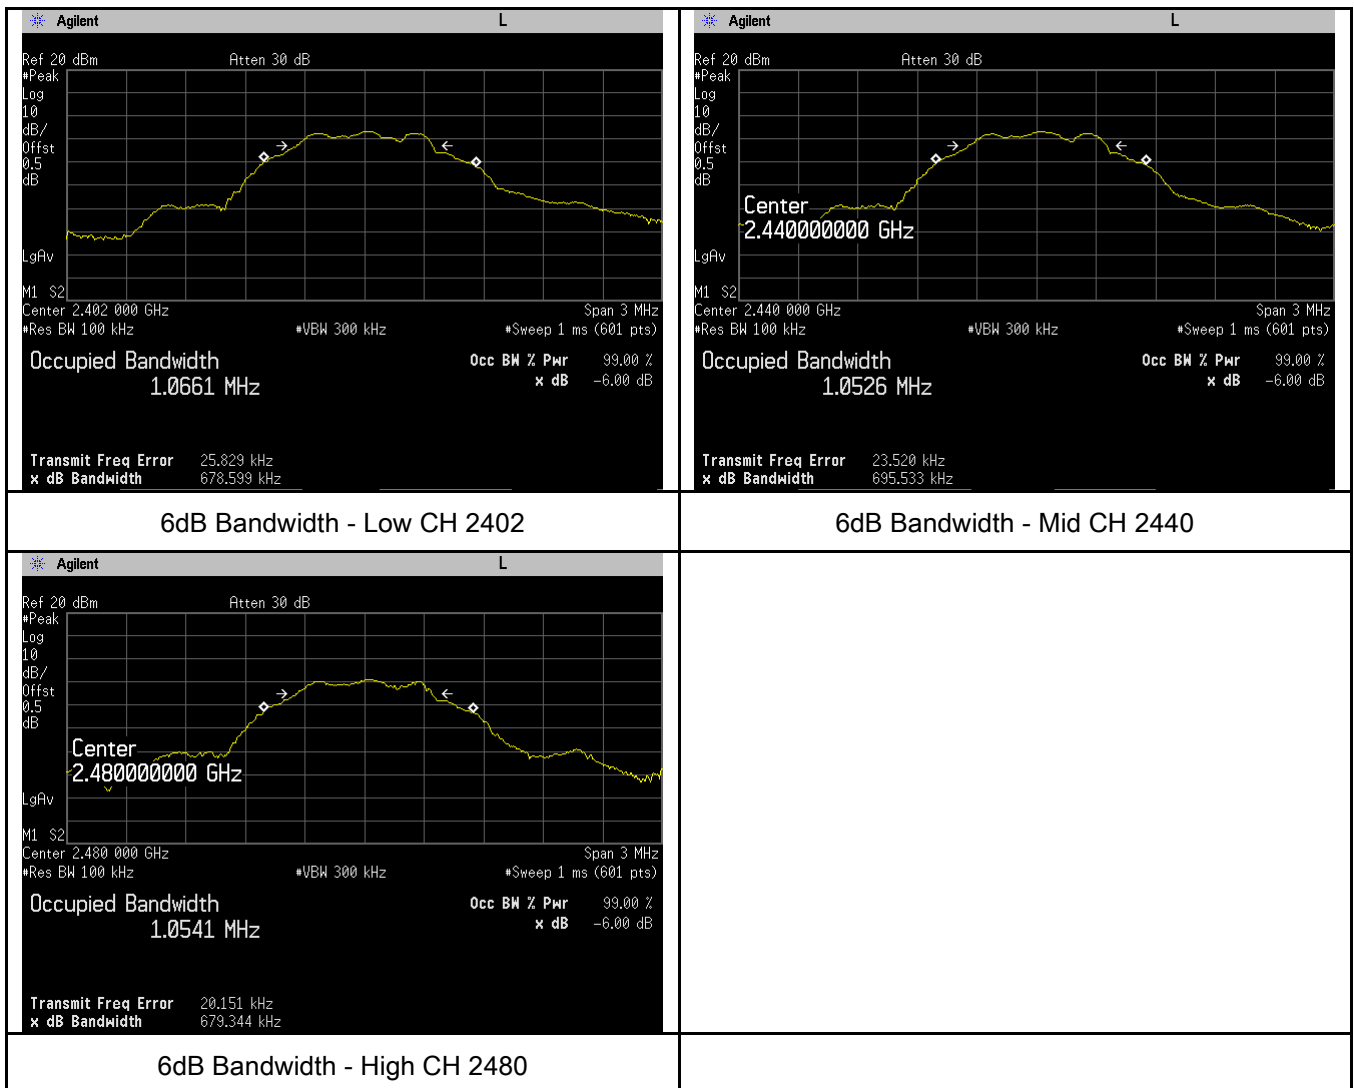 Agilent L
Ref 20 dBm Atten 30 dB
#Peak
Log
10
dB/
Offst
0.5
dB
LgAv
M1 S2
Center 2.402 000 GHz Span 3 MHz
#Res BW 100 kHz #VBW 300 kHz #Sweep 1 ms (601 pts)
Occupied Bandwidth Occ BW % Pwr 99.00 %
1.0661 MHz x dB -6.00 dB
Transmit Freq Error 25.829 kHz
x dB Bandwidth 678.599 kHz
6dB Bandwidth - Low CH 2402
Agilent L
Ref 20 dBm Atten 30 dB
#Peak
Log
10
dB/
Offst
0.5
dB
Center
2.440000000 GHz
LgAv
M1 S2
Center 2.440 000 GHz Span 3 MHz
#Res BW 100 kHz #VBW 300 kHz #Sweep 1 ms (601 pts)
Occupied Bandwidth Occ BW % Pwr 99.00 %
1.0526 MHz x dB -6.00 dB
Transmit Freq Error 23.520 kHz
x dB Bandwidth 695.533 kHz
6dB Bandwidth - Mid CH 2440
Agilent L
Ref 20 dBm Atten 30 dB
#Peak
Log
10
dB/
Offst
0.5
dB
Center
2.480000000 GHz
LgAv
M1 S2
Center 2.480 000 GHz Span 3 MHz
#Res BW 100 kHz #VBW 300 kHz #Sweep 1 ms (601 pts)
Occupied Bandwidth Occ BW % Pwr 99.00 %
1.0541 MHz x dB -6.00 dB
Transmit Freq Error 20.151 kHz
x dB Bandwidth 679.344 kHz
6dB Bandwidth - High CH 2480